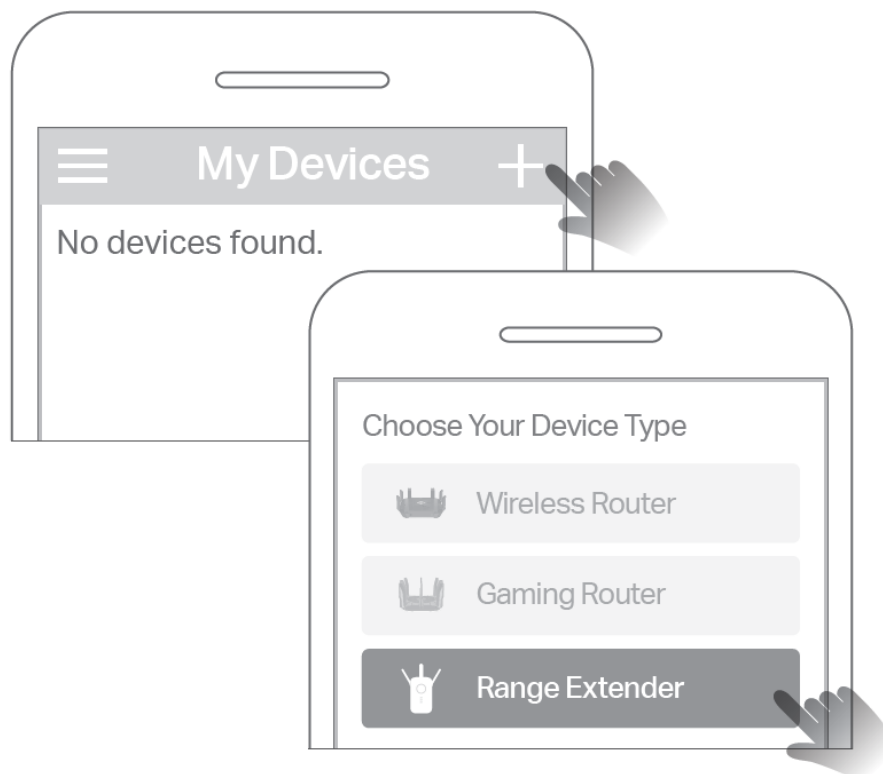 My Devices
No devices found.
Choose Your Device Type
Wireless Router
Gaming Router
Range Extender